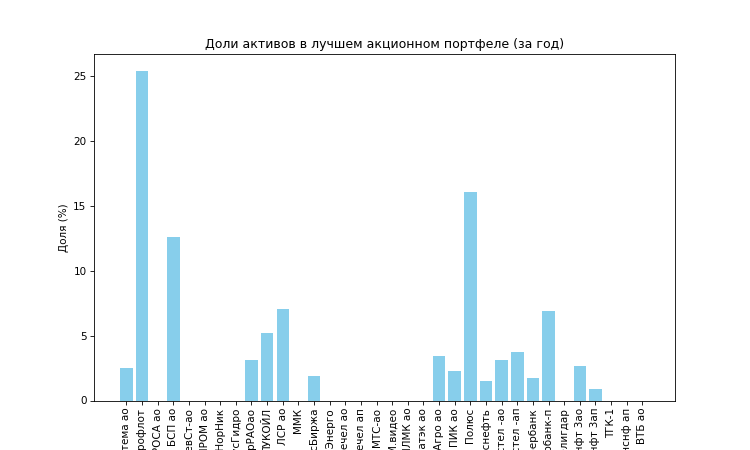 Доли активов в лучшем акционном портфеле (за год)
Доля (%)
25
20
15
10
5
0
тема ао
рофлот
РОСА ао
БСП ао
евСт-ао
ПРОМ ао
НорНик
сГидро
рРАОао
ЛУКОЙЛ
ЛСР ао
ММК
сБиржа
Энерго
ечел ао
ечел ап
МТС-ао
М.видео
ЛМК ао
атэк ао
Агро ао
ПИК ао
Полюс
снефть
стел -ао
стел -ап
ербанк
рбанк-п
лигдар
нфт 3ао
нфт 3ап
ТГК-1
нснф ап
ВТБ ао